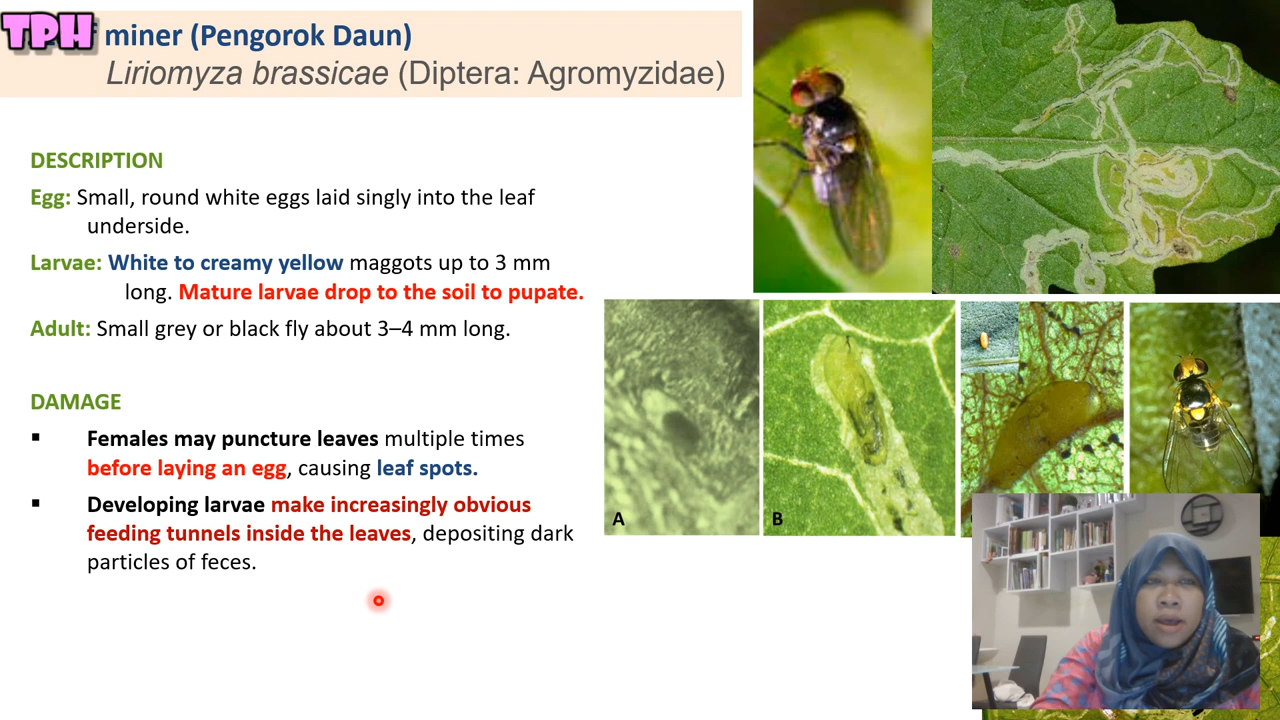 TPH miner (Pengorok Daun)
Liriomyza brassicae (Diptera: Agromyzidae)
DESCRIPTION
Egg: Small, round white eggs laid singly into the leaf
underside.
Larvae: White to creamy yellow maggots up to 3 mm
long. Mature larvae drop to the soil to pupate.
Adult: Small grey or black fly about 3–4 mm long.
DAMAGE
▪ Females may puncture leaves multiple times
before laying an egg, causing leaf spots.
▪ Developing larvae make increasingly obvious
feeding tunnels inside the leaves, depositing dark
particles of feces.
A
B